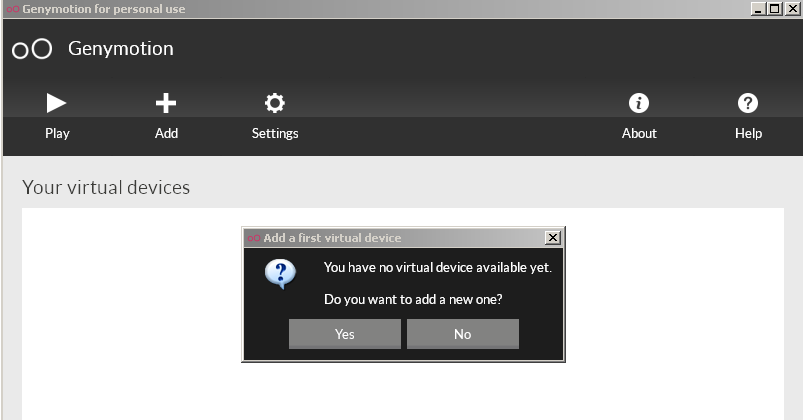 Genymotion for personal use
Genymotion
Play Add Settings About Help
Your virtual devices
Add a first virtual device
You have no virtual device available yet.
Do you want to add a new one?
Yes No